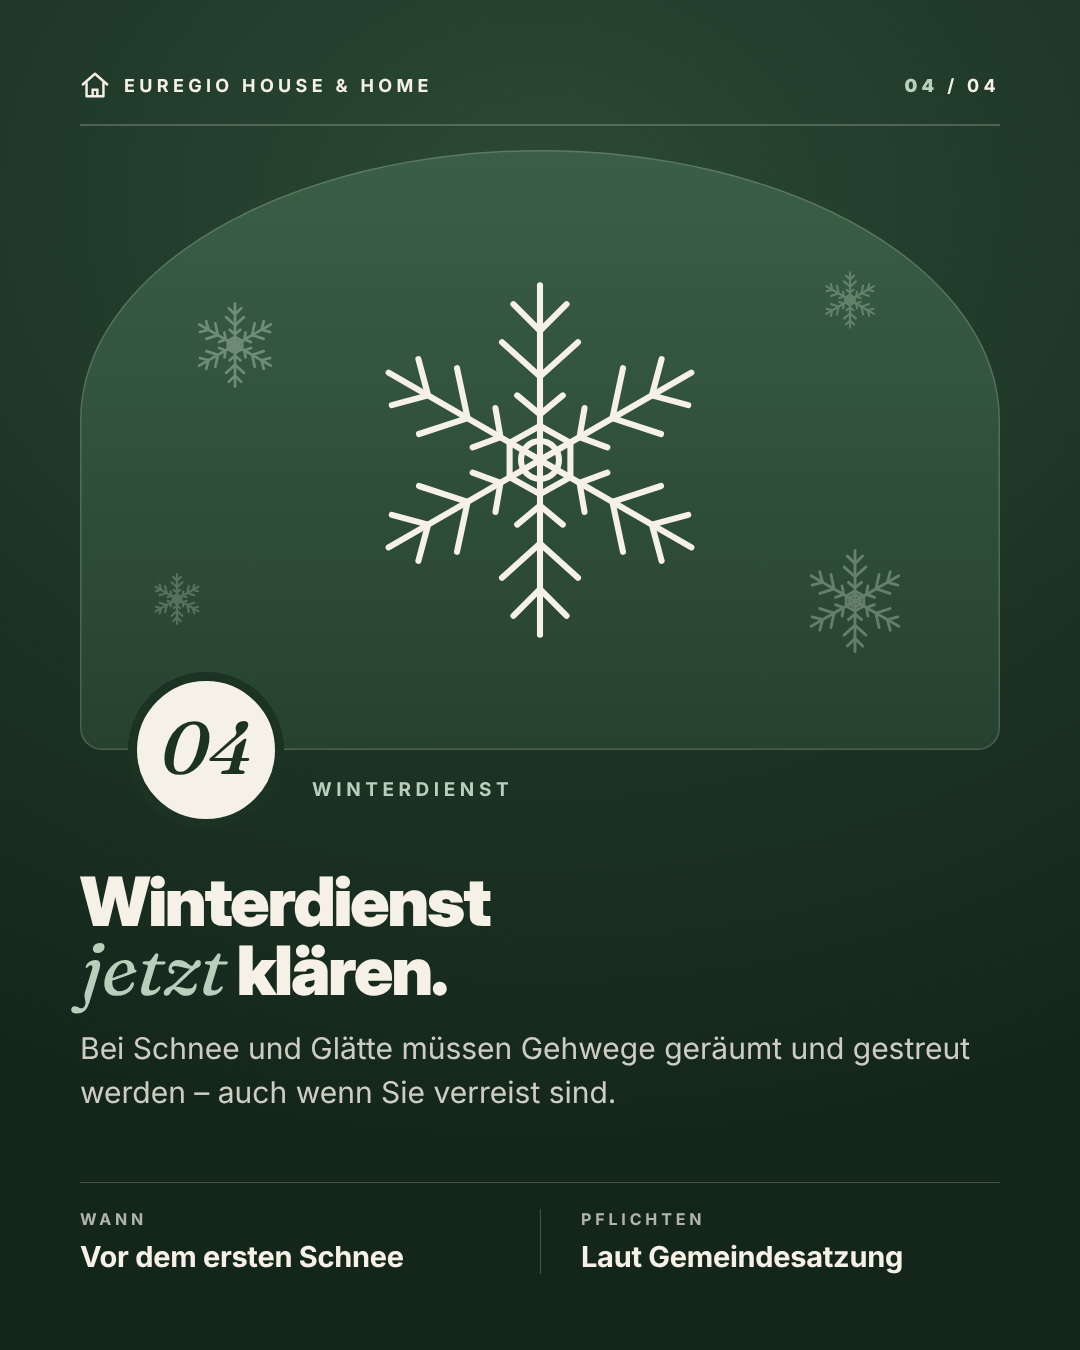 EUREGIO HOUSE & HOME
04 / 04
04
WINTERDIENST
Winterdienst
jetzt klären.
Bei Schnee und Glätte müssen Gehwege geräumt und gestreut
werden – auch wenn Sie verreist sind.
WANN
Vor dem ersten Schnee
PFLICHTEN
Laut Gemeindesatzung